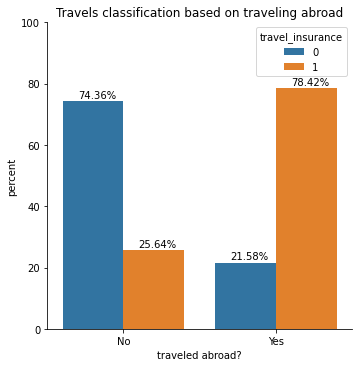 Travels classification based on traveling abroad
travel_insurance
0
1
100
80
60
40
20
0
percent
74.36%
25.64%
21.58%
78.42%
No
Yes
traveled abroad?